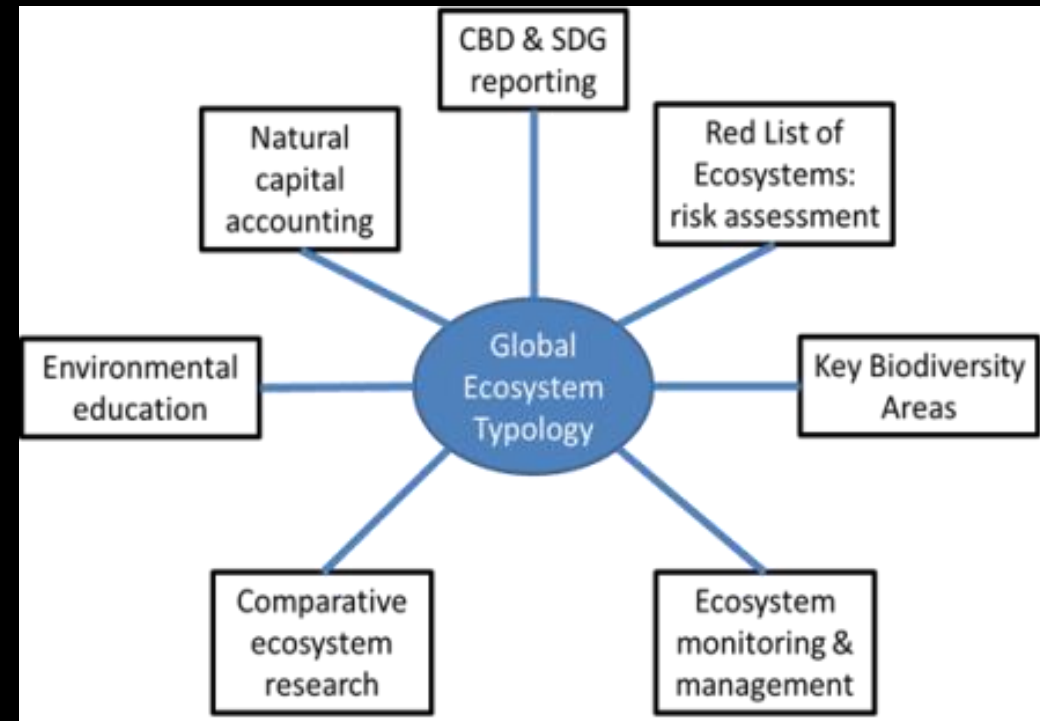 CBD & SDG
reporting
Natural
capital
accounting
Red List of
Ecosystems:
risk assessment
Global
Ecosystem
Typology
Environmental
education
Key Biodiversity
Areas
Comparative
ecosystem
research
Ecosystem
monitoring &
management